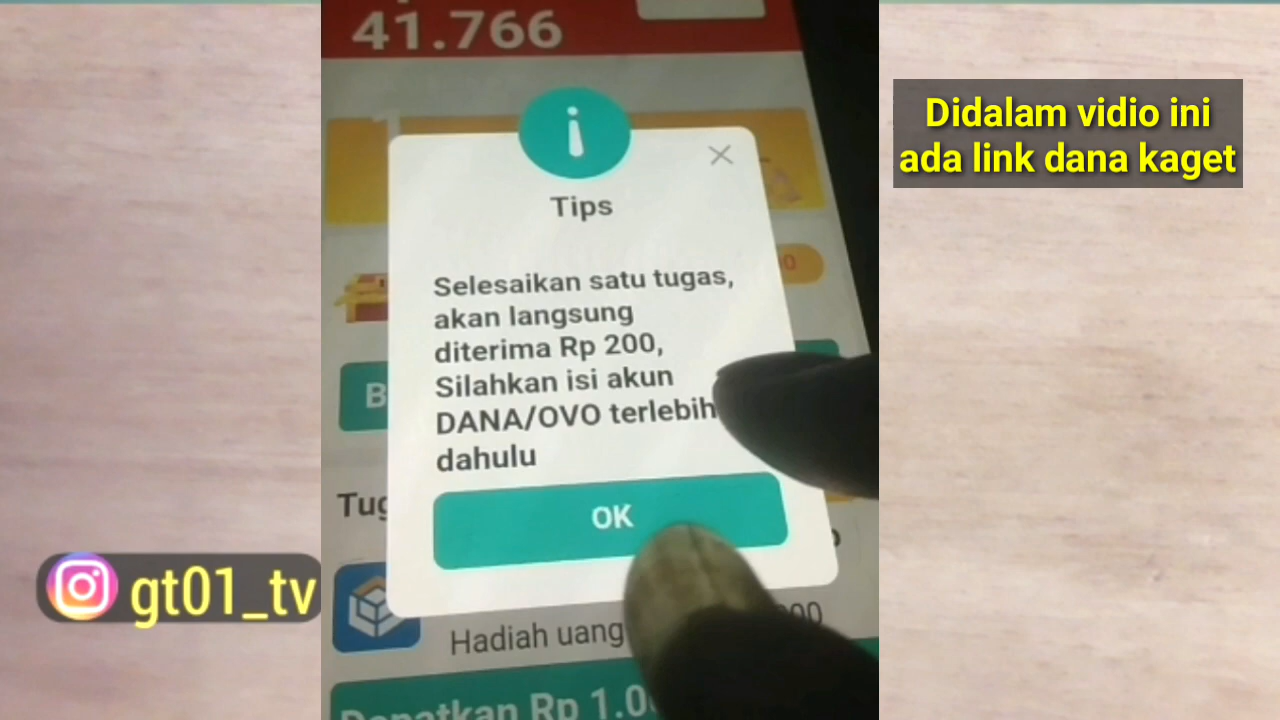 41.766
Didalam vidio ini
ada link dana kaget
Tips
Selesaikan satu tugas,
akan langsung
diterima Rp 200,
Silahkan isi akun
DANA/OVO terlebih
dahulu
OK
gt01_tv
Hadiah uang
Rp